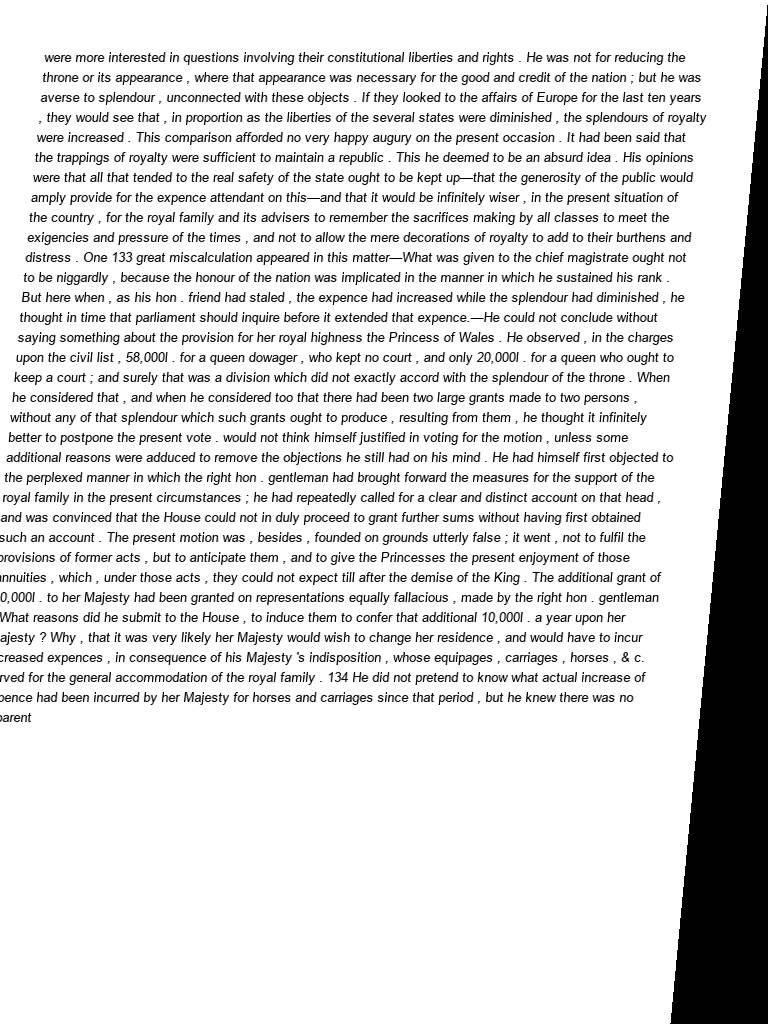 were more interested in questions involving their constitutional liberties and rights . He was not for reducing the
throne or its appearance , where that appearance was necessary for the good and credit of the nation ; but he was
averse to splendour , unconnected with these objects . If they looked to the affairs of Europe for the last ten years
, they would see that , in proportion as the liberties of the several states were diminished , the splendours of royalty
were increased . This comparison afforded no very happy augury on the present occasion . It had been said that
the trappings of royalty were sufficient to maintain a republic . This he deemed to be an absurd idea . His opinions
were that all that tended to the real safety of the state ought to be kept up—that the generosity of the public would
amply provide for the expence attendant on this—and that it would be infinitely wiser , in the present situation of
the country , for the royal family and its advisers to remember the sacrifices making by all classes to meet the
exigencies and pressure of the times , and not to allow the mere decorations of royalty to add to their burthens and
distress . One 133 great miscalculation appeared in this matter—What was given to the chief magistrate ought not
to be niggardly , because the honour of the nation was implicated in the manner in which he sustained his rank .
But here when , as his hon . friend had staled , the expence had increased while the splendour had diminished , he
thought in time that parliament should inquire before it extended that expence.—He could not conclude without
saying something about the provision for her royal highness the Princess of Wales . He observed , in the charges
upon the civil list , 58,000l . for a queen dowager , who kept no court , and only 20,000l . for a queen who ought to
keep a court ; and surely that was a division which did not exactly accord with the splendour of the throne . When
he considered that , and when he considered too that there had been two large grants made to two persons ,
without any of that splendour which such grants ought to produce , resulting from them , he thought it infinitely
better to postpone the present vote . would not think himself justified in voting for the motion , unless some
additional reasons were adduced to remove the objections he still had on his mind . He had himself first objected to
the perplexed manner in which the right hon . gentleman had brought forward the measures for the support of the
royal family in the present circumstances ; he had repeatedly called for a clear and distinct account on that head ,
and was convinced that the House could not in duly proceed to grant further sums without having first obtained
such an account . The present motion was , besides , founded on grounds utterly false ; it went , not to fulfil the
provisions of former acts , but to anticipate them , and to give the Princesses the present enjoyment of those
annuities , which , under those acts , they could not expect till after the demise of the King . The additional grant of
0,000l . to her Majesty had been granted on representations equally fallacious , made by the right hon . gentleman
What reasons did he submit to the House , to induce them to confer that additional 10,000l . a year upon her
ajesty ? Why , that it was very likely her Majesty would wish to change her residence , and would have to incur
creased expences , in consequence of his Majesty 's indisposition , whose equipages , carriages , horses , & c.
rved for the general accommodation of the royal family . 134 He did not pretend to know what actual increase of
pence had been incurred by her Majesty for horses and carriages since that period , but he knew there was no
parent